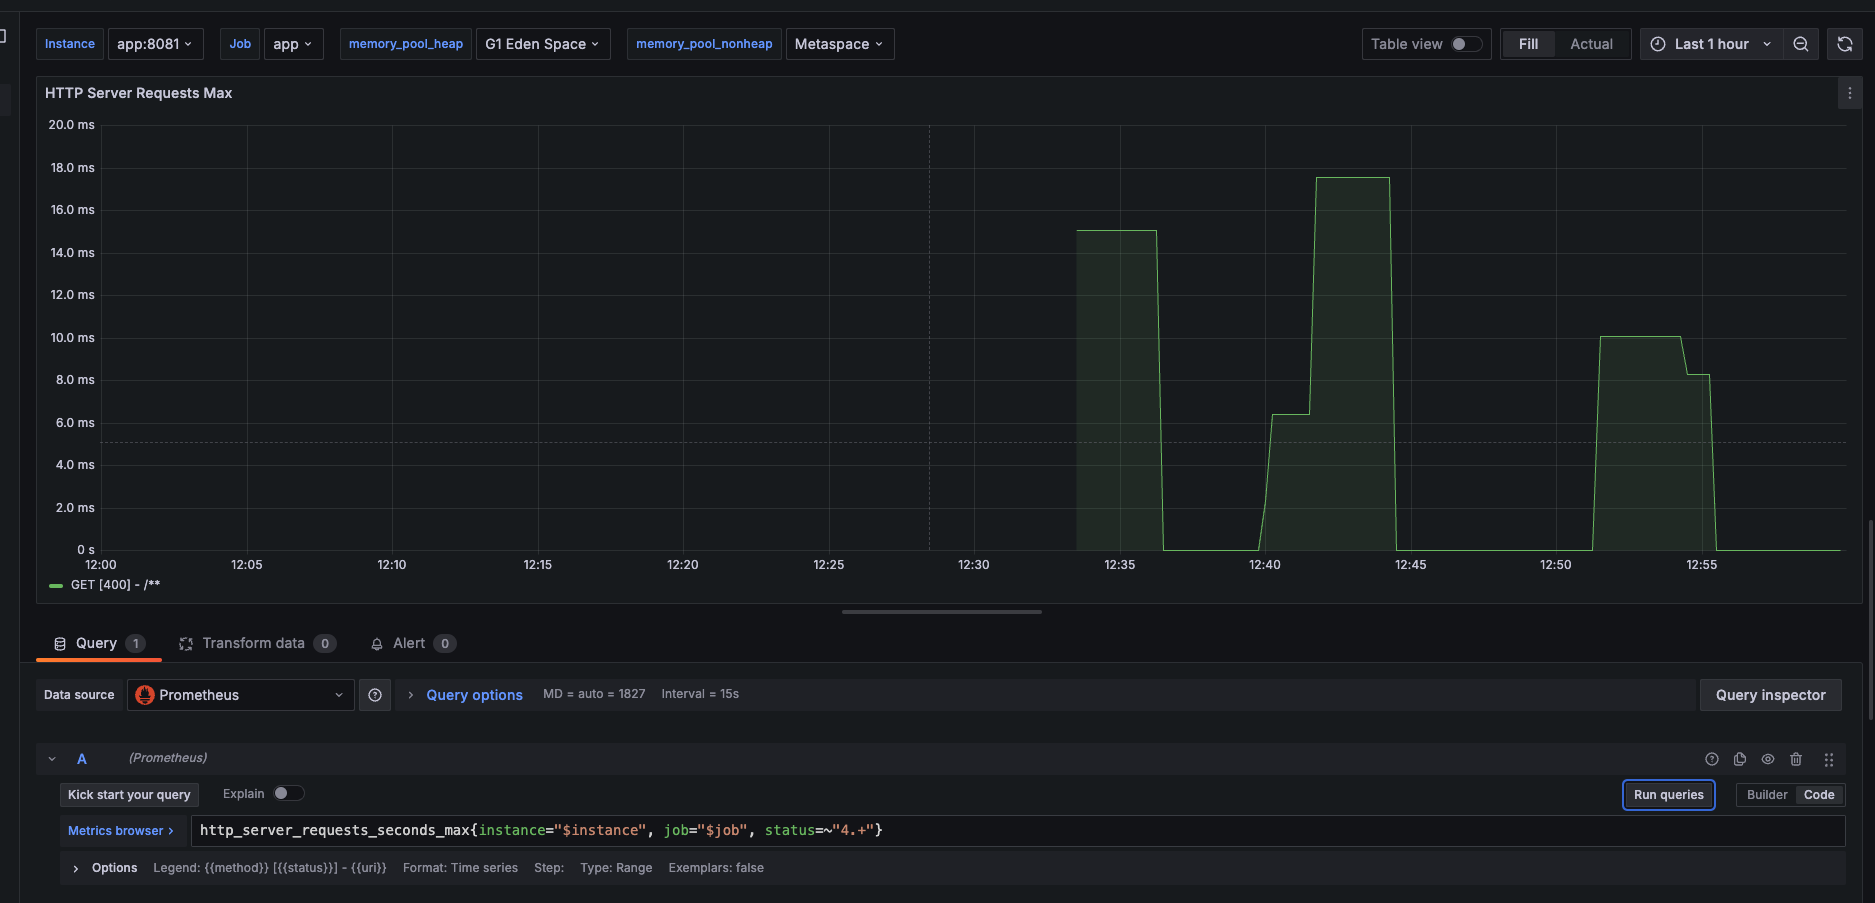 Instance app:8081 Job app memory_pool_heap G1 Eden Space memory_pool_nonheap Metaspace Table view Fill Actual Last 1 hour
HTTP Server Requests Max
20.0 ms
18.0 ms
16.0 ms
14.0 ms
12.0 ms
10.0 ms
8.0 ms
6.0 ms
4.0 ms
2.0 ms
0 s
12:00 12:05 12:10 12:15 12:20 12:25 12:30 12:35 12:40 12:45 12:50 12:55
GET [400] - /**
Query 1 Transform data 0 Alert 0
Data source Prometheus Query options MD = auto = 1827 Interval = 15s Query inspector
A (Prometheus)
Kick start your query Explain Run queries Builder Code
Metrics browser > http_server_requests_seconds_max{instance="$instance", job="$job", status=~"4.+"}
Options Legend: {{method}} [{{status}}] - {{uri}} Format: Time series Step: Type: Range Exemplars: false